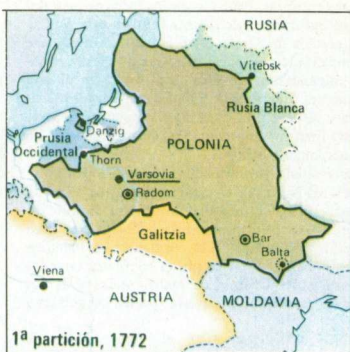 RUSIA
Vitebsk
Rusia Blanca
Danzig
Prusia
Occidental
Thorn
POLONIA
Varsovia
Radom
Galitzia
Bar
Balta
Viena
AUSTRIA
MOLDAVIA
1ª partición, 1772